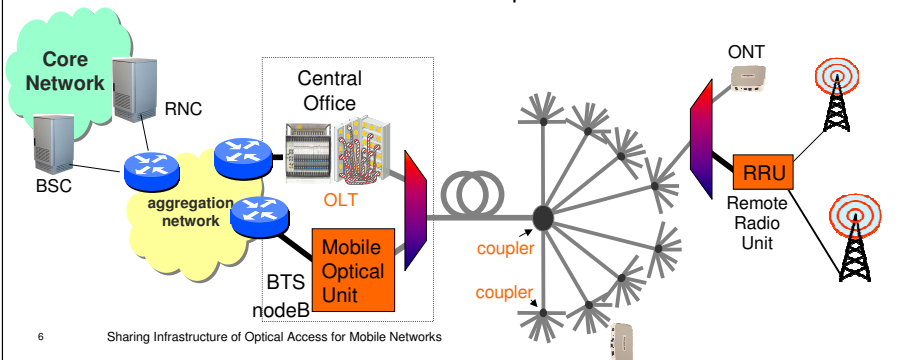 Core
Network
RNC
BSC
aggregation
network
Central
Office
OLT
BTS
nodeB
Mobile
Optical
Unit
coupler
coupler
ONT
RRU
Remote
Radio
Unit
6 Sharing Infrastructure of Optical Access for Mobile Networks